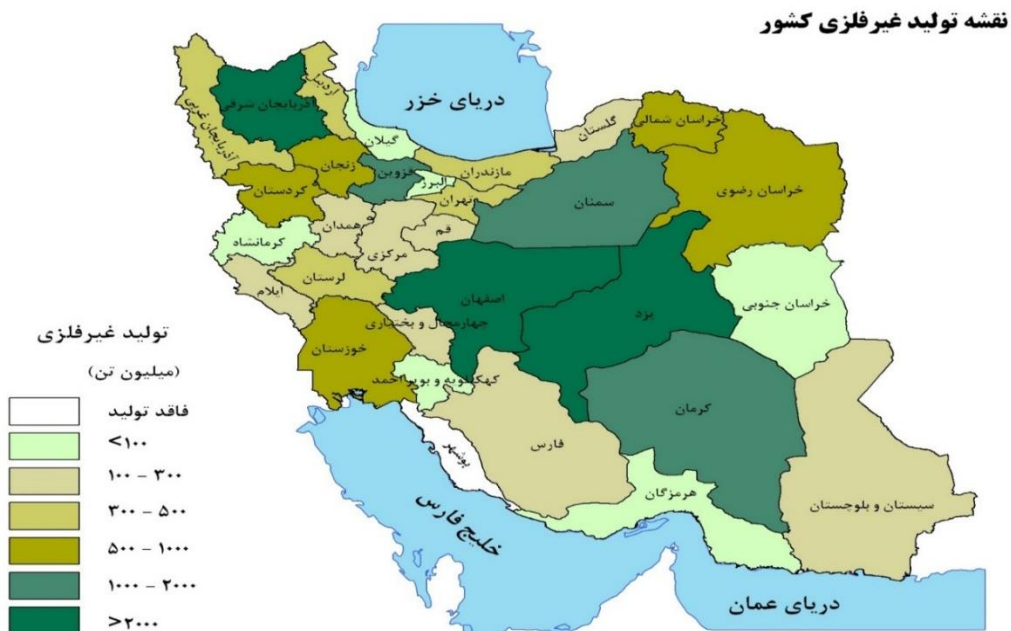 نقشه تولید غیرفلزی کشور
دریای خزر
آذربایجان شرقی
اردبیل
آذربایجان غربی
گیلان
گلستان
خراسان شمالی
زنجان
قزوین
البرز
مازندران
تهران
سمنان
خراسان رضوی
کردستان
همدان
قم
مرکزی
کرمانشاه
لرستان
ایلام
اصفهان
یزد
خراسان جنوبی
چهارمحال و بختیاری
خوزستان
کهکیلویه و بویراحمد
کرمان
فارس
بوشهر
هرمزگان
سیستان و بلوچستان
خلیج فارس
دریای عمان
تولید غیرفلزی
(میلیون تن)
فاقد تولید
<۱۰۰
۱۰۰ - ۳۰۰
۳۰۰ - ۵۰۰
۵۰۰ - ۱۰۰۰
۱۰۰۰ - ۲۰۰۰
>۲۰۰۰